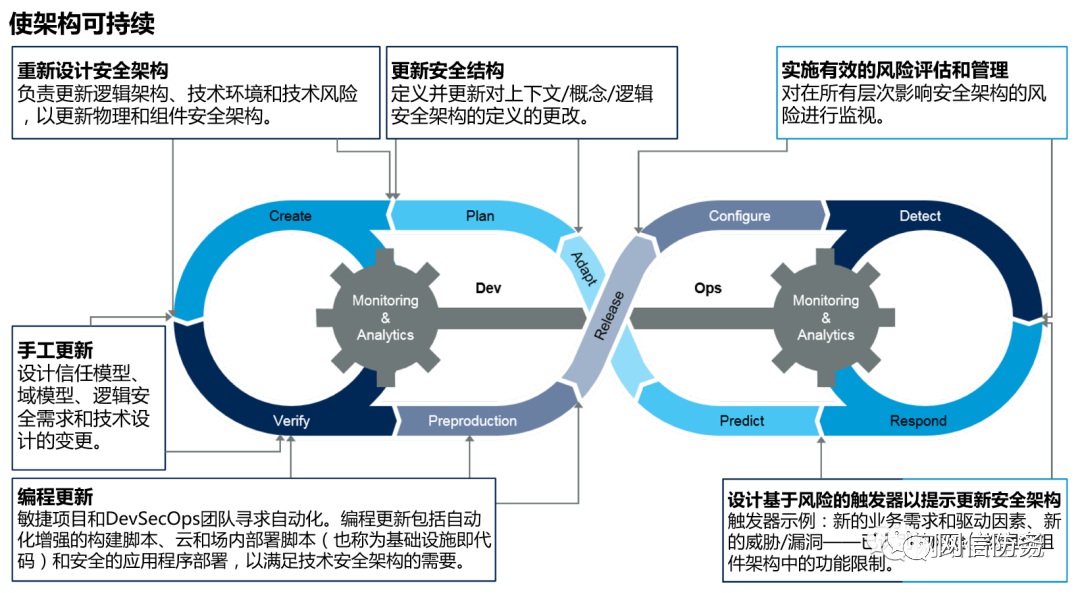 使架构可持续
重新设计安全架构
负责更新逻辑架构、技术环境和技术风险
，以更新物理和组件安全架构。
更新安全结构
定义并更新对上下文/概念/逻辑
安全架构的定义的更改。
实施有效的风险评估和管理
对在所有层次影响安全架构的风
险进行监视。
Create
Plan
Adapt
Release
Configure
Detect
Monitoring
&
Analytics
Dev
Ops
Monitoring
&
Analytics
Verify
Preproduction
Predict
Respond
手工更新
设计信任模型、
域模型、逻辑安
全需求和技术设
计的变更。
编程更新
敏捷项目和DevSecOps团队寻求自动化。编程更新包括自动
化增强的构建脚本、云和场内部署脚本（也称为基础设施即代
码）和安全的应用程序部署，以满足技术安全架构的需要。
设计基于风险的触发器以提示更新安全架构
触发器示例：新的业务需求和驱动因素、新
的威胁/漏洞——已
组
件架构中的功能限制。
网信防务